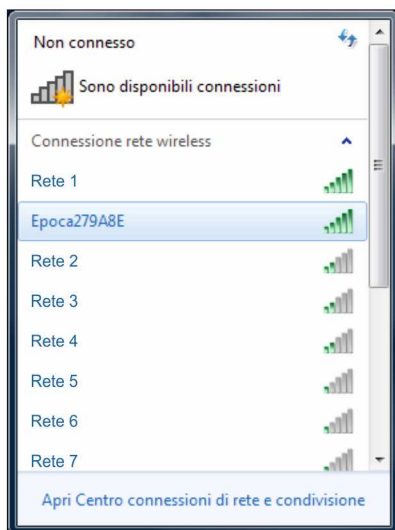 Non connesso
Sono disponibili connessioni
Connessione rete wireless
Rete 1
Epoca279A8E
Rete 2
Rete 3
Rete 4
Rete 5
Rete 6
Rete 7
Apri Centro connessioni di rete e condivisione